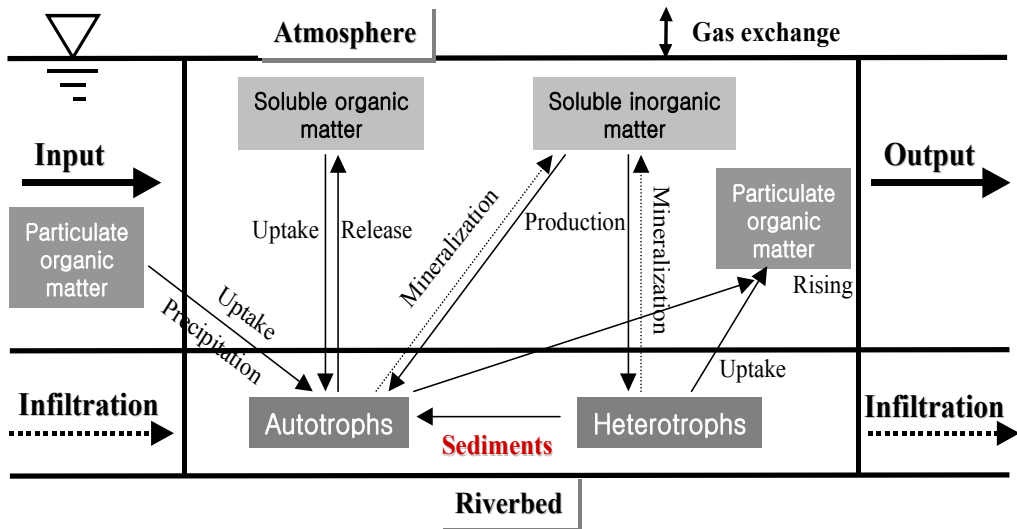 Atmosphere
Gas exchange
Soluble organic
matter
Soluble inorganic
matter
Input
Output
Particulate
organic
matter
Particulate
organic
matter
Uptake
Release
Mineralization
Production
Mineralization
Rising
Uptake
Precipitation
Uptake
Infiltration
Infiltration
Autotrophs
Heterotrophs
Sediments
Riverbed